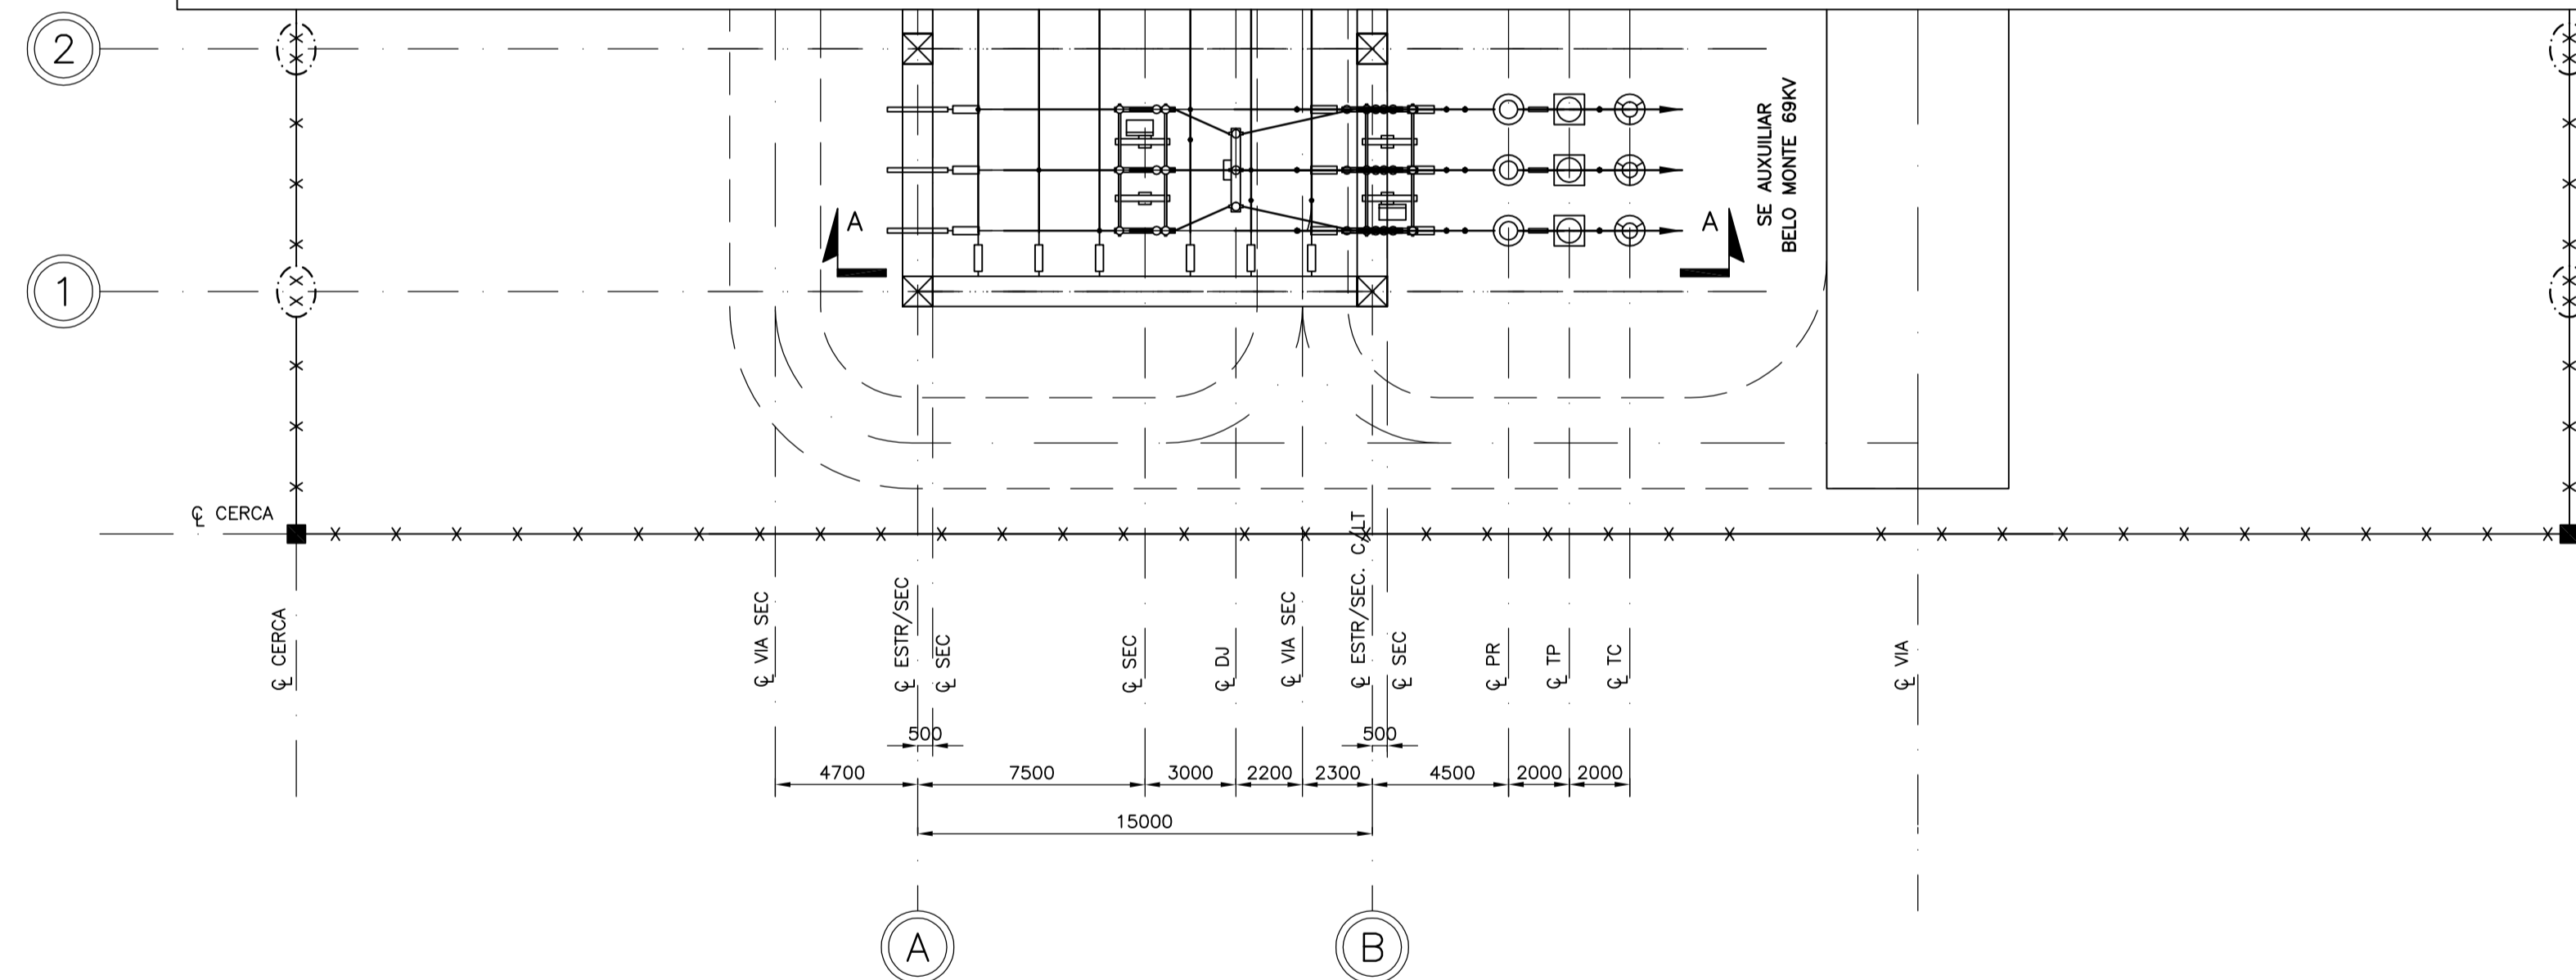 2
SE AUXUILIAR
BELO MONTE 69KV
A
A
1
℄ CERCA
℄ CERCA
℄ VIA SEC
℄ ESTR/SEC
℄ SEC
℄ SEC
℄ DJ
℄ VIA SEC
℄ ESTR/SEC. C/LT
℄ SEC
℄ PR
℄ TP
℄ TC
℄ VIA
500
500
4700
7500
3000
2200
2300
4500
2000
2000
15000
A
B